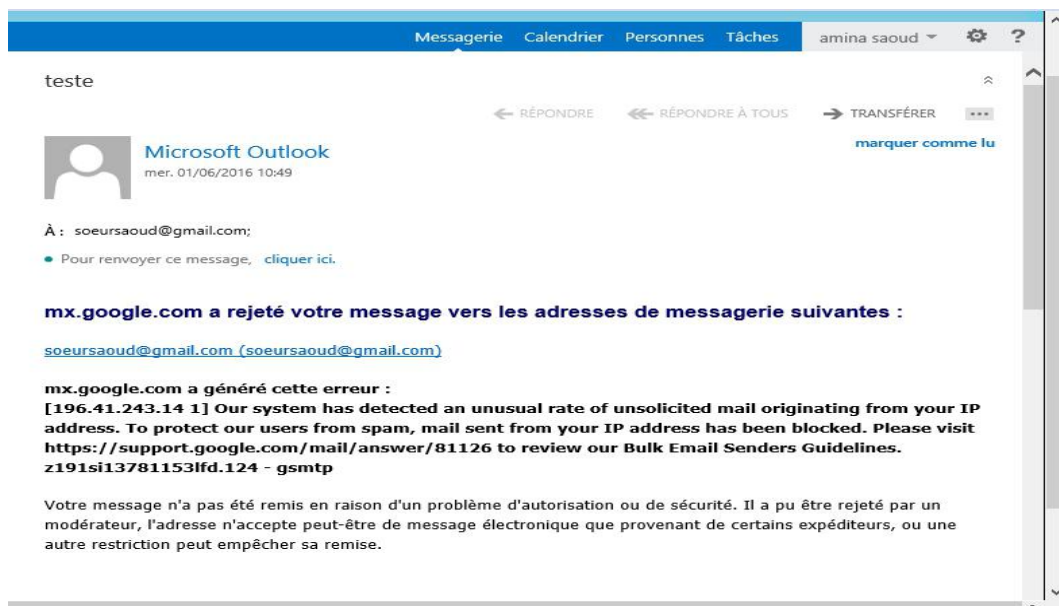 Messagerie Calendrier Personnes Tâches amina saoud ?
teste
RÉPONDRE RÉPONDRE À TOUS TRANSFÉRER ...
Microsoft Outlook marquer comme lu
mer. 01/06/2016 10:49
À : soeursaoud@gmail.com;
• Pour renvoyer ce message, cliquer ici.
mx.google.com a rejeté votre message vers les adresses de messagerie suivantes :
soeursaoud@gmail.com (soeursaoud@gmail.com)
mx.google.com a généré cette erreur :
[196.41.243.14 1] Our system has detected an unusual rate of unsolicited mail originating from your IP
address. To protect our users from spam, mail sent from your IP address has been blocked. Please visit
https://support.google.com/mail/answer/81126 to review our Bulk Email Senders Guidelines.
z191si13781153lfd.124 - gsmtp
Votre message n'a pas été remis en raison d'un problème d'autorisation ou de sécurité. Il a pu être rejeté par un
modérateur, l'adresse n'accepte peut-être de message électronique que provenant de certains expéditeurs, ou une
autre restriction peut empêcher sa remise.